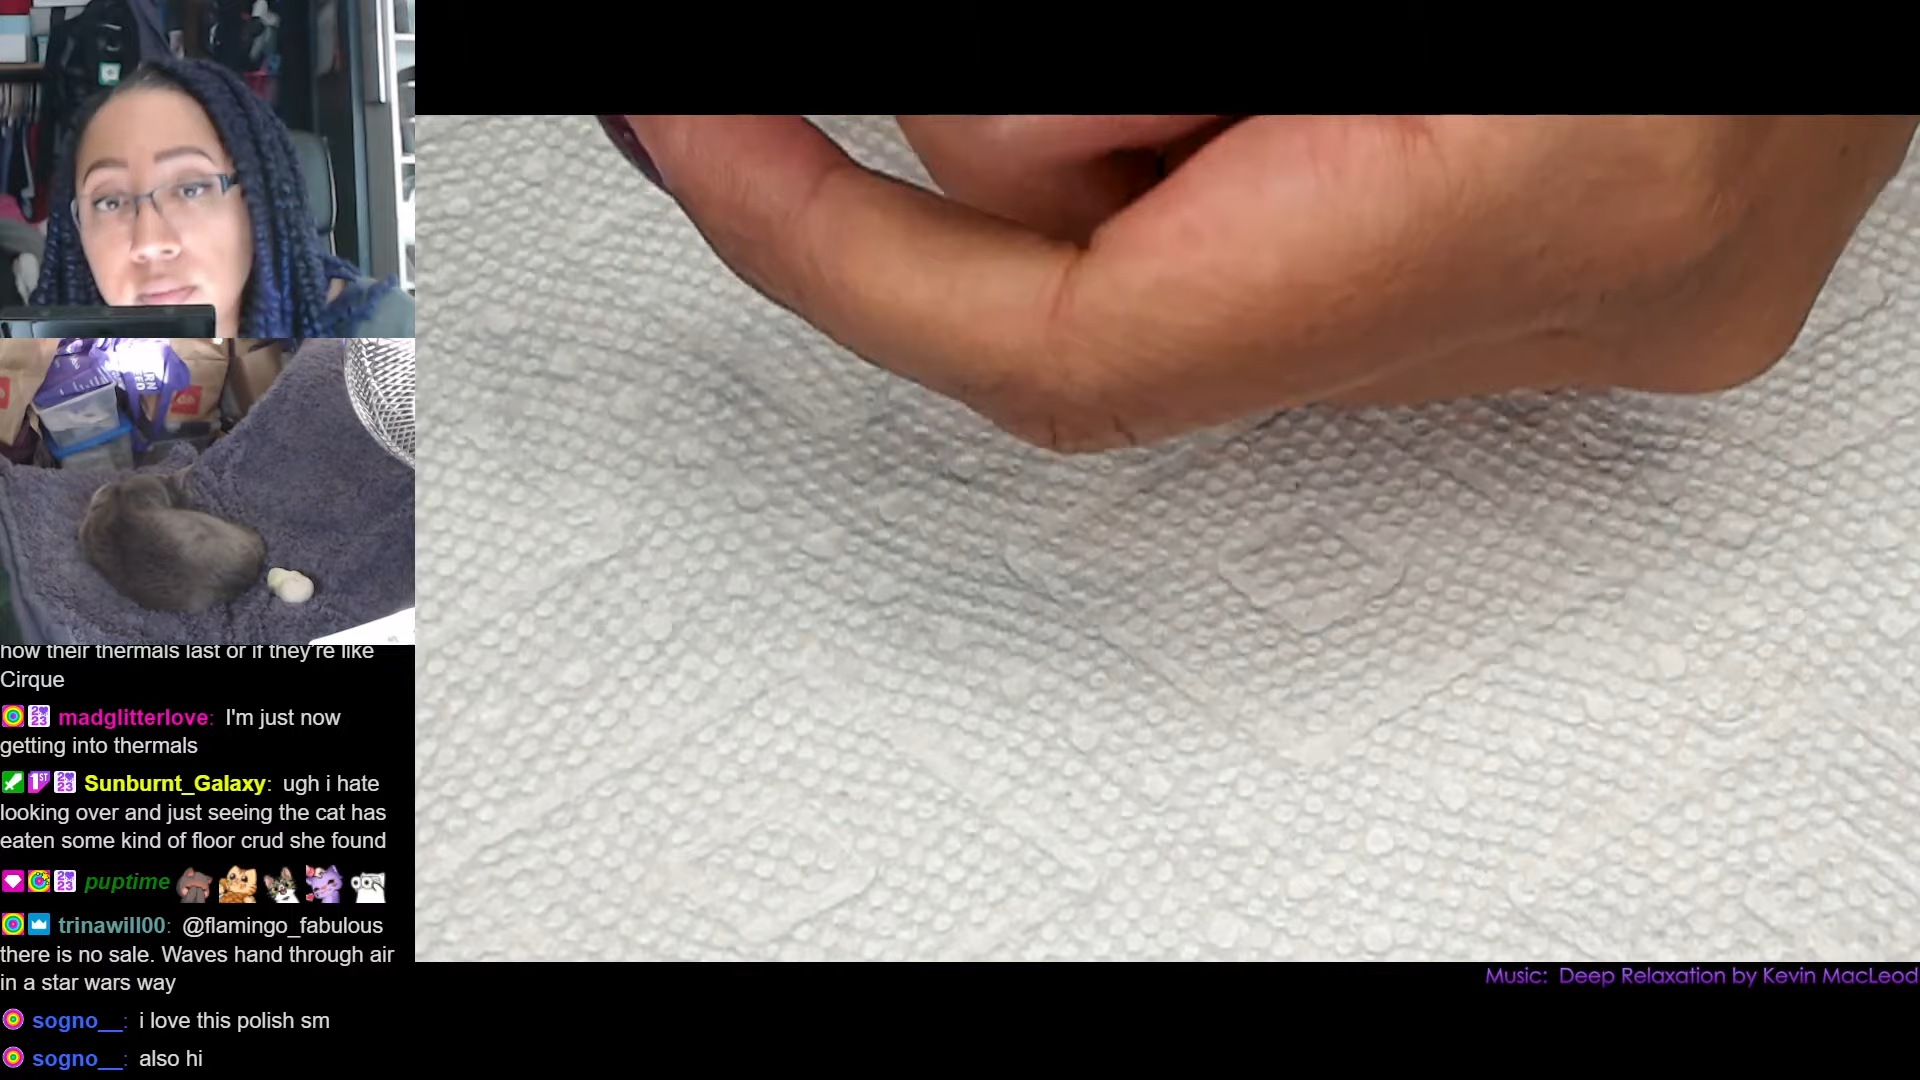 how their thermals last or if they're like
Cirque
madglitterlove: I'm just now
getting into thermals
Sunburnt_Galaxy: ugh i hate
looking over and just seeing the cat has
eaten some kind of floor crud she found
puptime
trinawill00: @flamingo_fabulous
there is no sale. Waves hand through air
in a star wars way
sogno__: i love this polish sm
sogno__: also hi
Music: Deep Relaxation by Kevin MacLeod